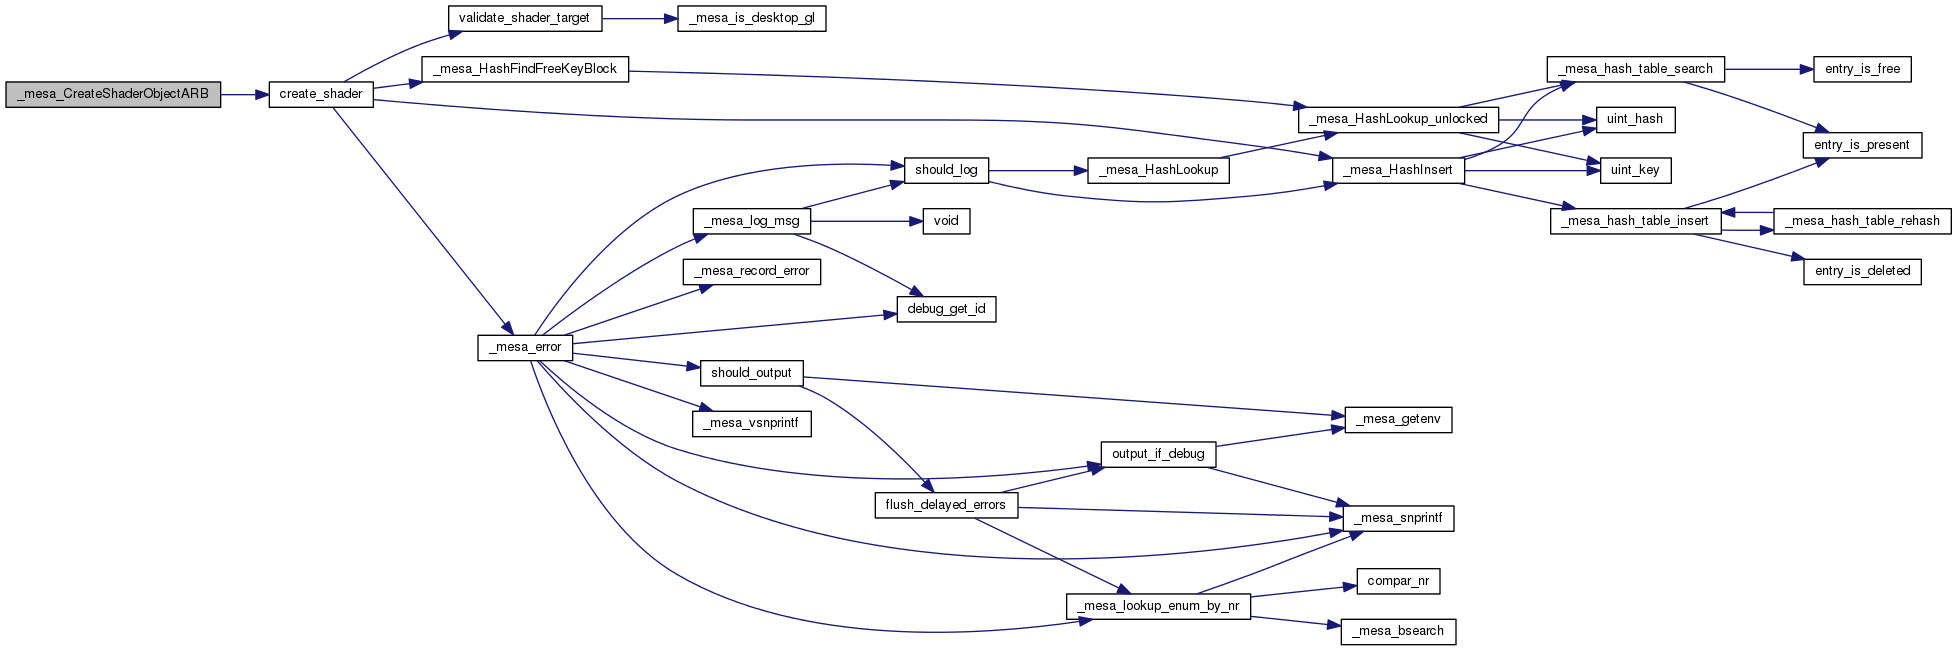 validate_shader_target
_mesa_is_desktop_gl
_mesa_HashFindFreeKeyBlock
_mesa_hash_table_search
entry_is_free
_mesa_CreateShaderObjectARB
create_shader
_mesa_HashLookup_unlocked
uint_hash
entry_is_present
should_log
_mesa_HashLookup
_mesa_HashInsert
uint_key
_mesa_log_msg
void
_mesa_hash_table_insert
_mesa_hash_table_rehash
_mesa_record_error
entry_is_deleted
debug_get_id
_mesa_error
should_output
_mesa_vsnprintf
_mesa_getenv
output_if_debug
flush_delayed_errors
_mesa_snprintf
compar_nr
_mesa_lookup_enum_by_nr
_mesa_bsearch